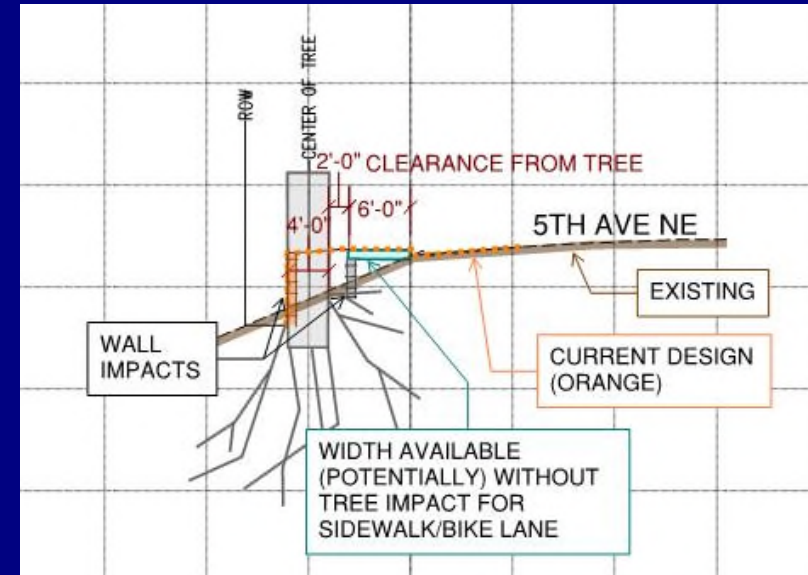 ROW
CENTER OF TREE
2'-0" CLEARANCE FROM TREE
4'-0"
6'-0"
5TH AVE NE
EXISTING
WALL
IMPACTS
CURRENT DESIGN
(ORANGE)
WIDTH AVAILABLE
(POTENTIALLY) WITHOUT
TREE IMPACT FOR
SIDEWALK/BIKE LANE